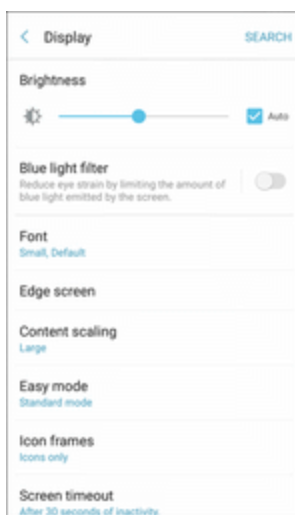 Display SEARCH
Brightness
Auto
Blue light filter
Reduce eye strain by limiting the amount of
blue light emitted by the screen.
Font
Small, Default
Edge screen
Content scaling
Large
Easy mode
Standard mode
Icon frames
Icons only
Screen timeout
After 30 seconds of inactivity.